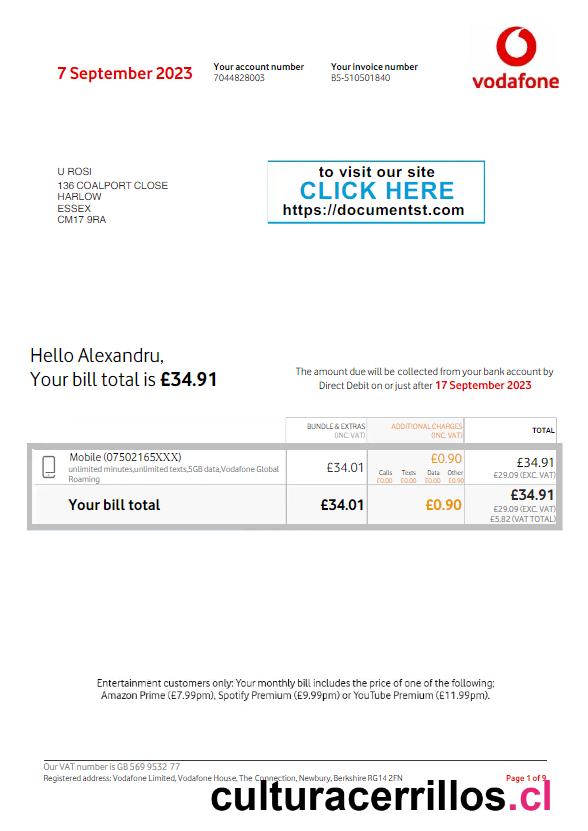 vodafone
7 September 2023
Your account number
7044828003
Your invoice number
B5-510501840
U ROSI
136 COALPORT CLOSE
HARLOW
ESSEX
CM17 9RA
to visit our site
CLICK HERE
https://documentst.com
Hello Alexandru,
Your bill total is £34.91
The amount due will be collected from your bank account by
Direct Debit on or just after 17 September 2023
BUNDLE & EXTRAS
(INC. VAT)
ADDITIONAL CHARGES
(INC. VAT)
TOTAL
Mobile (07502165XXX)
unlimited minutes,unlimited texts,5GB data,Vodafone Global
Roaming
£34.01
£0.90
Calls Texts Data Other
£0.00 £0.00 £0.00 £0.90
£34.91
£29.09 (EXC. VAT)
Your bill total
£34.01
£0.90
£34.91
£29.09 (EXC. VAT)
£5.82 (VAT TOTAL)
Entertainment customers only: Your monthly bill includes the price of one of the following;
Amazon Prime (£7.99pm), Spotify Premium (£9.99pm) or YouTube Premium (£11.99pm).
Our VAT number is GB 569 9532 77
Registered address: Vodafone Limited, Vodafone House, The Connection, Newbury, Berkshire RG14 2FN
Page 1 of 9
culturacerrillos.cl